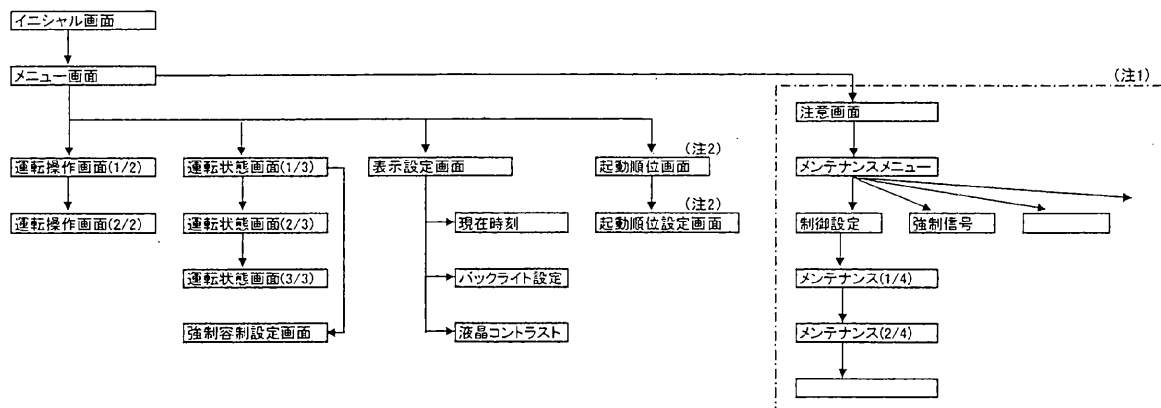 イニシャル画面
メニュー画面
(注1)
注意画面
(注2)
運転操作画面(1/2)
運転状態画面(1/3)
表示設定画面
起動順位画面
メンテナンスメニュー
(注2)
運転操作画面(2/2)
運転状態画面(2/3)
現在時刻
起動順位設定画面
制御設定
強制信号
運転状態画面(3/3)
バックライト設定
メンテナンス(1/4)
強制容制設定画面
液晶コントラスト
メンテナンス(2/4)